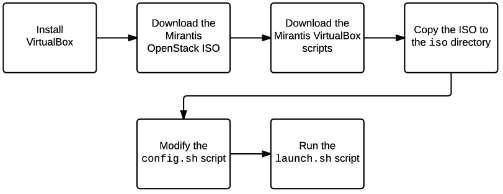 Install
VirtualBox
Download the
Mirantis
OpenStack ISO
Download the
Mirantis VirtualBox
scripts
Copy the ISO to
the iso directory
Modify the
config.sh script
Run the
launch.sh script